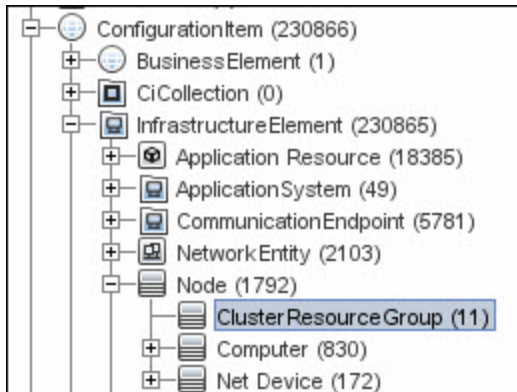 ConfigurationItem (230866)
BusinessElement (1)
CiCollection (0)
InfrastructureElement (230865)
Application Resource (18385)
ApplicationSystem (49)
CommunicationEndpoint (5781)
NetworkEntity (2103)
Node (1792)
ClusterResourceGroup (11)
Computer (830)
Net Device (172)